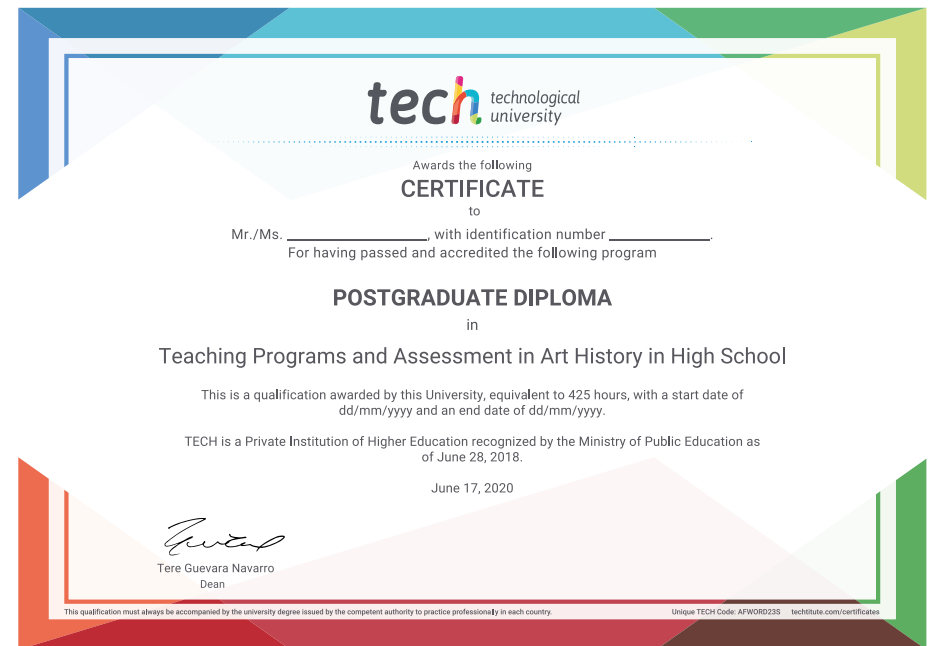 tech technological
university
Awards the following
CERTIFICATE
to
Mr./Ms. ____________________, with identification number ______________.
For having passed and accredited the following program
POSTGRADUATE DIPLOMA
in
Teaching Programs and Assessment in Art History in High School
This is a qualification awarded by this University, equivalent to 425 hours, with a start date of
dd/mm/yyyy and an end date of dd/mm/yyyy.
TECH is a Private Institution of Higher Education recognized by the Ministry of Public Education as
of June 28, 2018.
June 17, 2020
Tere Guevara Navarro
Dean
This qualification must always be accompanied by the university degree issued by the competent authority to practice professionally in each country. Unique TECH Code: AFWORD23S techtitute.com/certificates